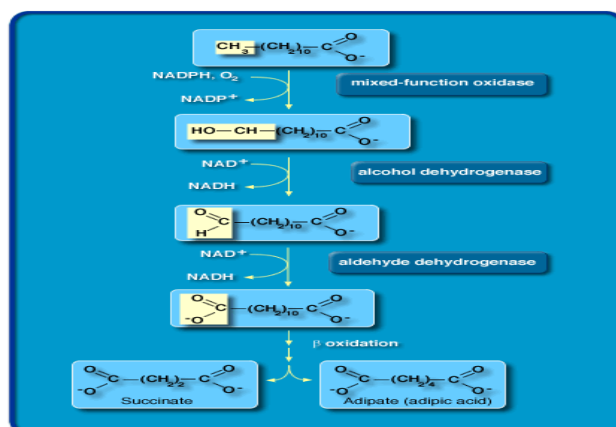 CH3—(CH2)10—C O O-
NADPH, O2
mixed-function oxidase
NADP+
HO—CH—(CH2)10—C O O-
NAD+
alcohol dehydrogenase
NADH
O H C—(CH2)10—C O O-
NAD+
aldehyde dehydrogenase
NADH
O -O C—(CH2)10—C O O-
β oxidation
O -O C—(CH2)2—C O O-
Succinate
O -O C—(CH2)4—C O O-
Adipate (adipic acid)